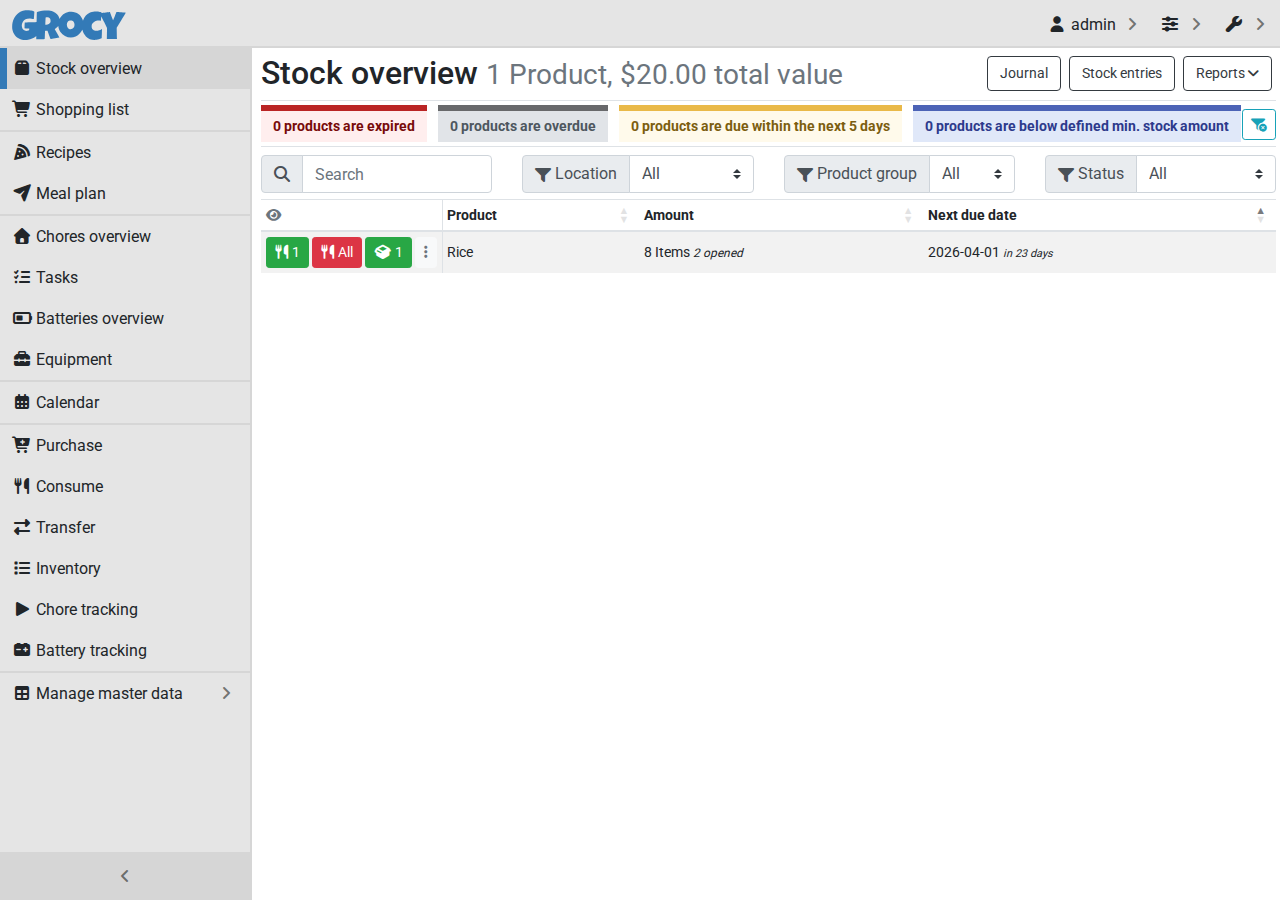 GROCY
admin
Stock overview
Shopping list
Recipes
Meal plan
Chores overview
Tasks
Batteries overview
Equipment
Calendar
Purchase
Consume
Transfer
Inventory
Chore tracking
Battery tracking
Manage master data
Stock overview 1 Product, $20.00 total value
Journal
Stock entries
Reports
0 products are expired
0 products are overdue
0 products are due within the next 5 days
0 products are below defined min. stock amount
Search
Location All
Product group All
Status All
Product Amount Next due date
1 All 1 Rice 8 Items 2 opened 2026-04-01 in 23 days